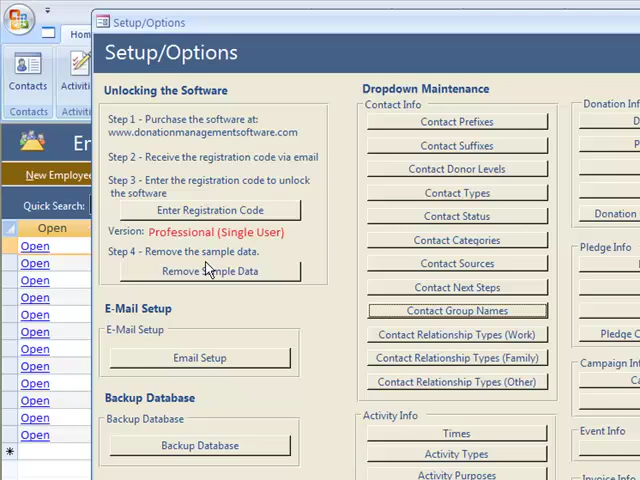 Setup/Options
Hom
Setup/Options
Contacts
Activiti
Contacts
Activiti
Unlocking the Software
Step 1 - Purchase the software at:
www.donationmanagementsoftware.com
Step 2 - Receive the registration code via email
Step 3 - Enter the registration code to unlock
the software
Enter Registration Code
Version: Professional (Single User)
Step 4 - Remove the sample data.
Remove Sample Data
E-Mail Setup
E-Mail Setup
Email Setup
Backup Database
Backup Database
Backup Database
Dropdown Maintenance
Contact Info
Contact Prefixes
Contact Suffixes
Contact Donor Levels
Contact Types
Contact Status
Contact Categories
Contact Sources
Contact Next Steps
Contact Group Names
Contact Relationship Types (Work)
Contact Relationship Types (Family)
Contact Relationship Types (Other)
Activity Info
Times
Activity Types
Activity Purposes
Donation Inf
D
P
Donation
Pledge Info
Pledge C
Campaign Inf
Ca
Event Info
Invoice Info
Em
New Employee
Quick Search:
Open
Open
Open
Open
Open
Open
Open
Open
Open
Open
Open
Open